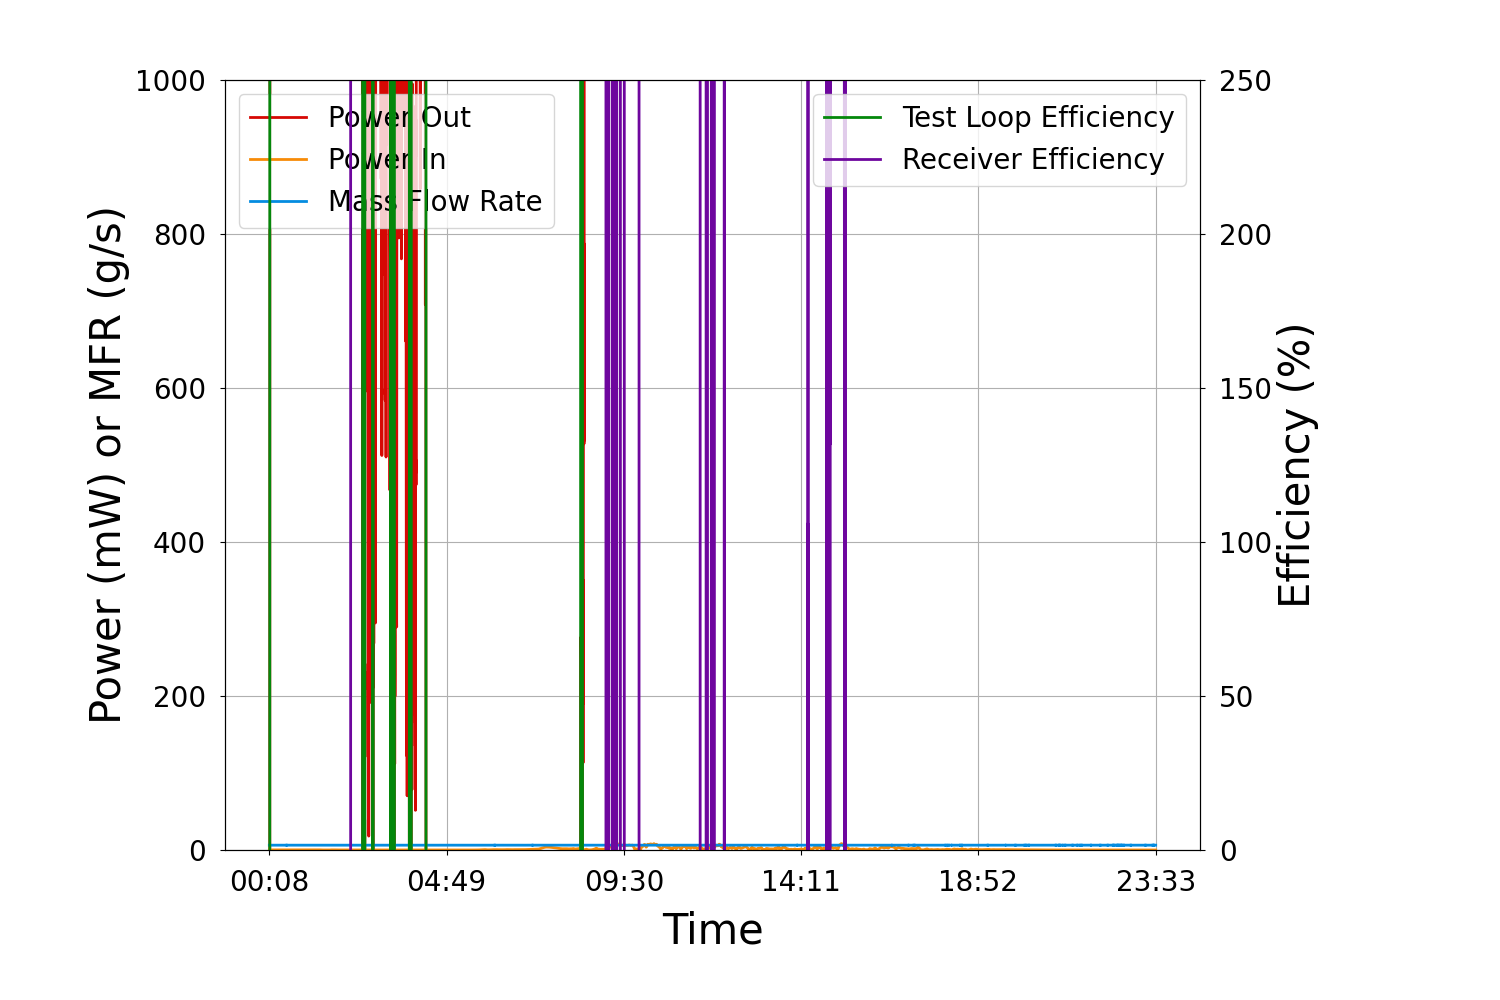 1000
800
600
400
200
0
Power (mW) or MFR (g/s)
Power Out
Power In
Mass Flow Rate
Test Loop Efficiency
Receiver Efficiency
250
200
150
100
50
0
Efficiency (%)
00:08 04:49 09:30 14:11 18:52 23:33
Time